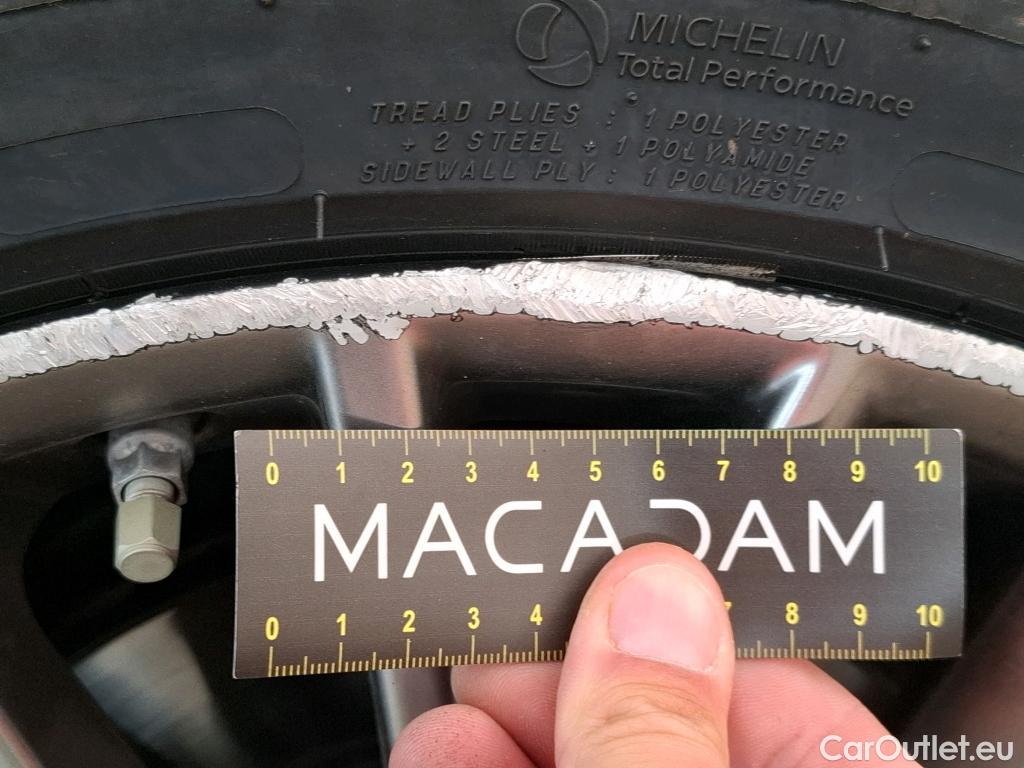 MICHELIN
Total Performance
TREAD PLIES : 1 POLYESTER
+ 2 STEEL + 1 POLYAMIDE
SIDEWALL PLY : 1 POLYESTER
0 1 2 3 4 5 6 7 8 9 10
MACADAM
0 1 2 3 4 7 8 9 10
CarOutlet.eu